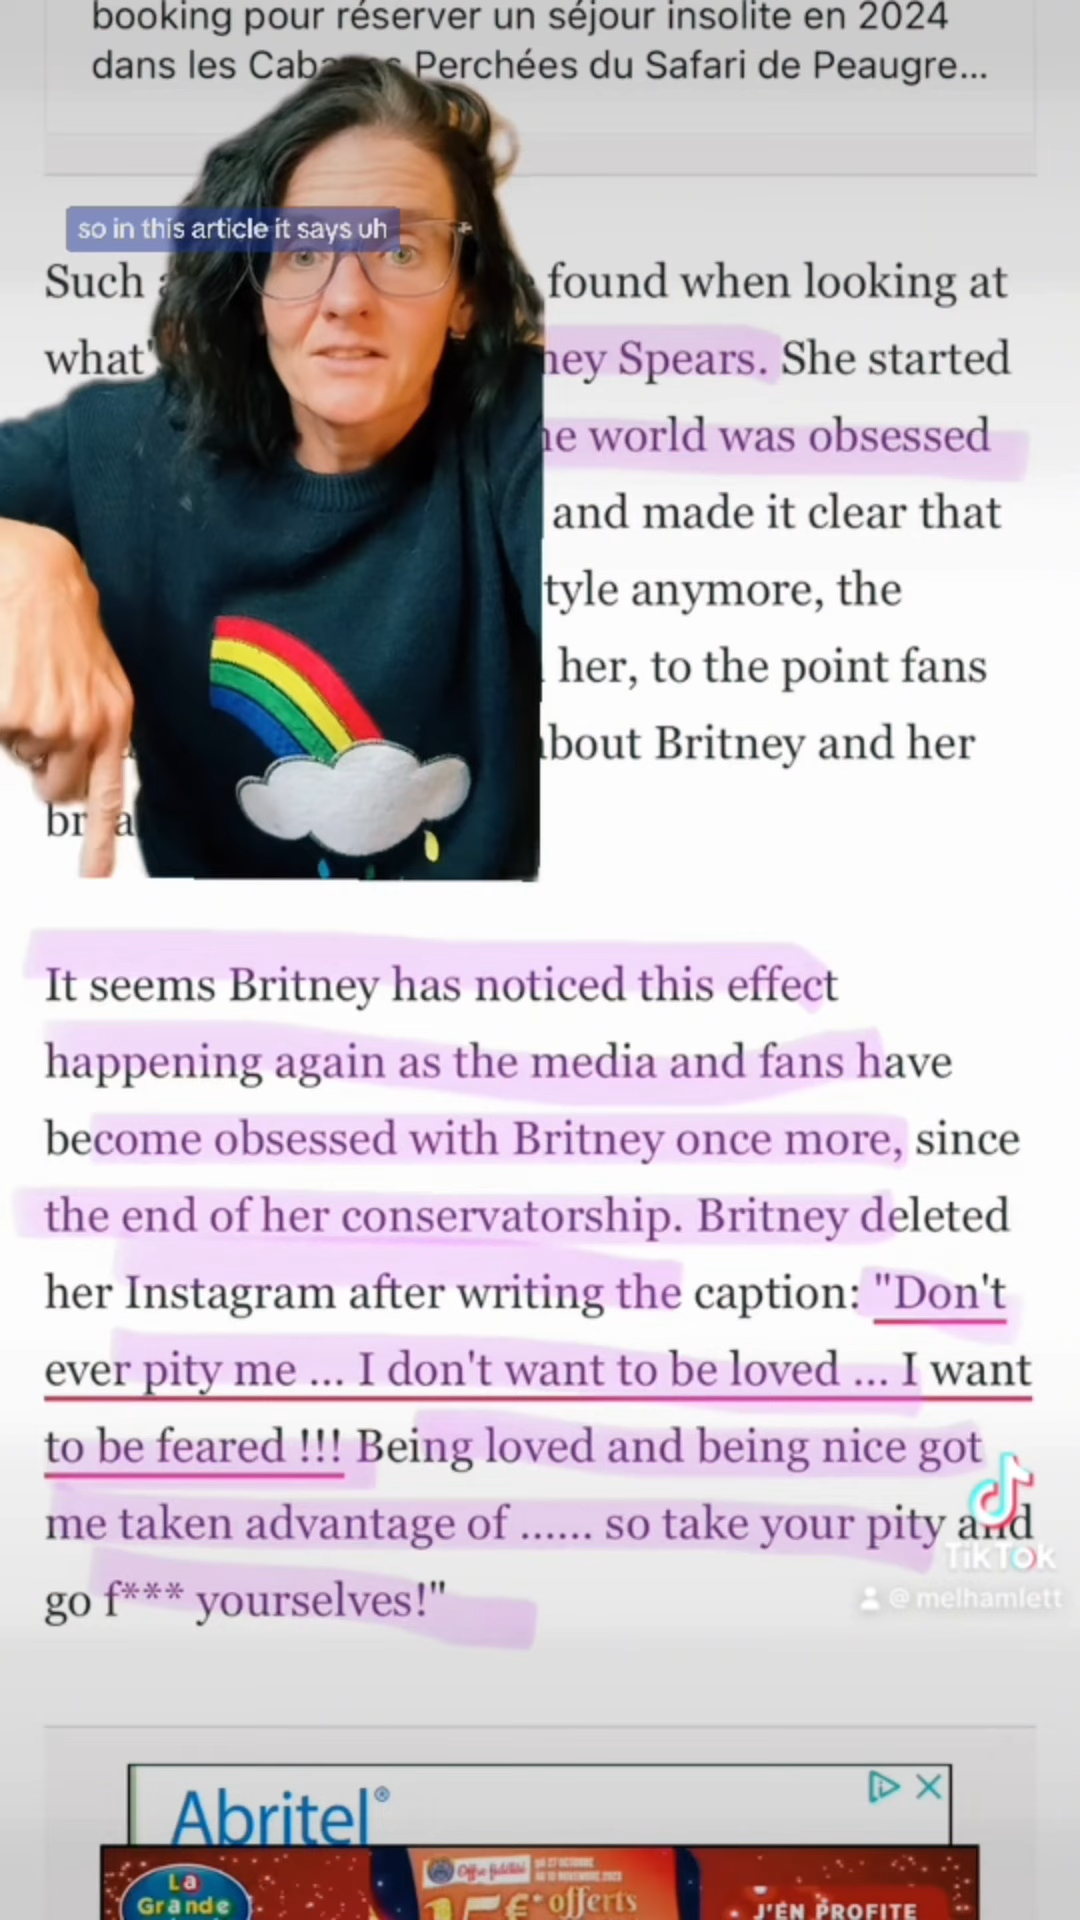 booking pour réserver un séjour insolite en 2024
dans les Perchées du Safari de Peaugre...
so in this article it says uh
Such found when looking at
what' Spears. She started
world was obsessed
and made it clear that
anymore, the
her, to the point fans
Britney and her
It seems Britney has noticed this effect
happening again as the media and fans have
become obsessed with Britney once more, since
the end of her conservatorship. Britney deleted
her Instagram after writing the caption: "Don't
ever pity me ... I don't want to be loved ... I want
to be feared !!! Being loved and being nice got
me taken advantage of ...... so take your pity and
go f*** yourselves!"
TikTok
@melhamlett
Abritel®
La
Grande
Offre fidélité
15€* offerts
J'EN PROFITE